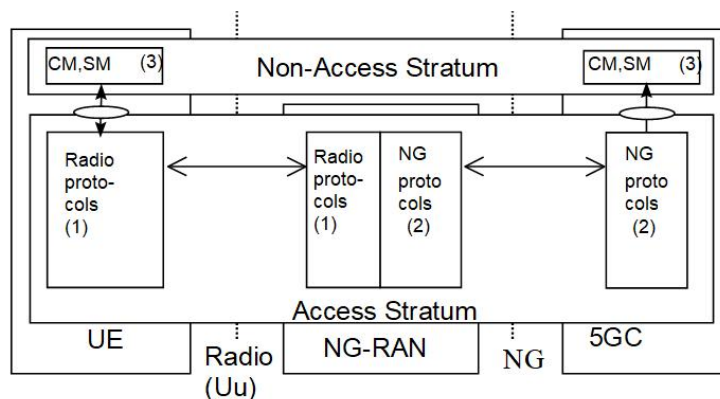 CM,SM (3)
Non-Access Stratum
CM,SM (3)
Radio
proto-
cols
(1)
Radio
proto-
cols
(1)
NG
proto
cols
(2)
NG
proto
cols
(2)
Access Stratum
UE
Radio
(Uu)
NG-RAN
NG
5GC